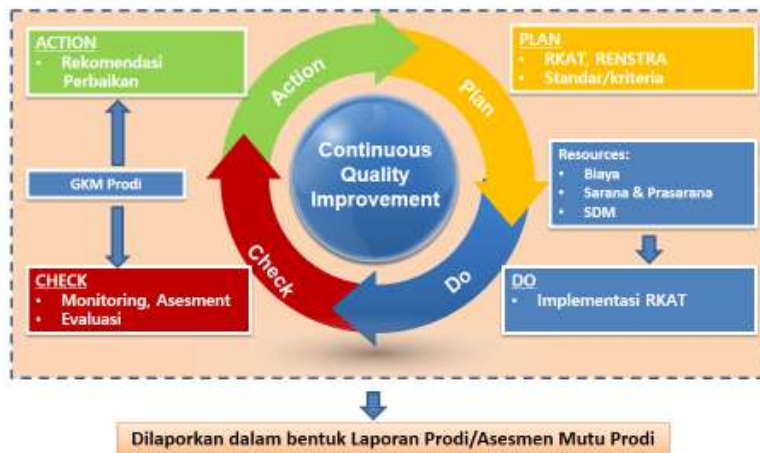 ACTION
• Rekomendasi
Perbaikan
PLAN
• RKAT, RENSTRA
• Standar/kriteria
Action
Plan
Continuous
Quality
Improvement
GKM Prodi
Resources:
• Biaya
• Sarana & Prasarana
• SDM
Check
Do
CHECK
• Monitoring, Asesment
• Evaluasi
DO
• Implementasi RKAT
Dilaporkan dalam bentuk Laporan Prodi/Asesmen Mutu Prodi